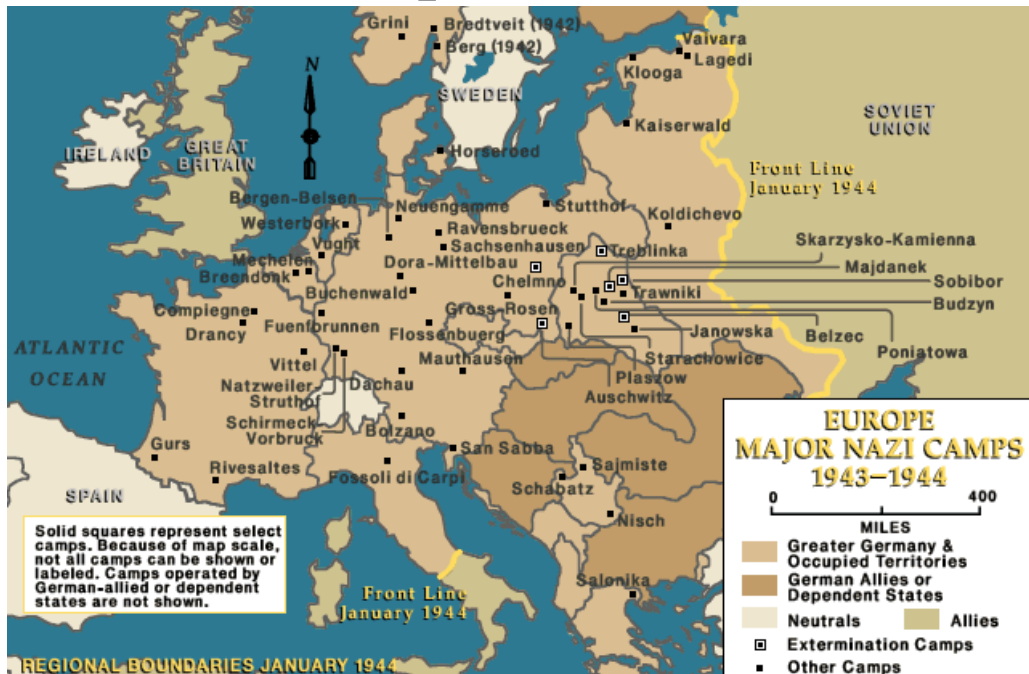 Grini
Bredtveit (1942)
Berg (1942)
Vaivara
Lagedi
Klooga
N
SWEDEN
SOVIET
UNION
Kaiserwald
IRELAND
GREAT
BRITAIN
Horseroed
Front Line
January 1944
Bergen-Belsen
Neuengamme
Stutthof
Koldichevo
Westerbork
Ravensbrueck
Vught
Sachsenhausen
Treblinka
Skarzysko-Kamienna
Mechelen
Dora-Mittelbau
Majdanek
Breendonk
Chelmno
Sobibor
Buchenwald
Trawniki
Budzyn
Compiegne
Gross-Rosen
Drancy
Fuenfbrunnen
Flossenbuerg
Janowska
Belzec
ATLANTIC
OCEAN
Vittel
Mauthausen
Starachowice
Poniatowa
Natzweiler-
Struthof
Dachau
Plaszow
Auschwitz
Schirmeck-
Vorbruck
Bolzano
Gurs
San Sabba
Rivesaltes
Fossoli di Carpi
Sajmiste
Schabatz
SPAIN
Nisch
Salonika
Solid squares represent select
camps. Because of map scale,
not all camps can be shown or
labeled. Camps operated by
German-allied or dependent
states are not shown.
Front Line
January 1944
REGIONAL BOUNDARIES JANUARY 1944
EUROPE
MAJOR NAZI CAMPS
1943–1944
0 400
MILES
Greater Germany &
Occupied Territories
German Allies or
Dependent States
Neutrals Allies
Extermination Camps
Other Camps